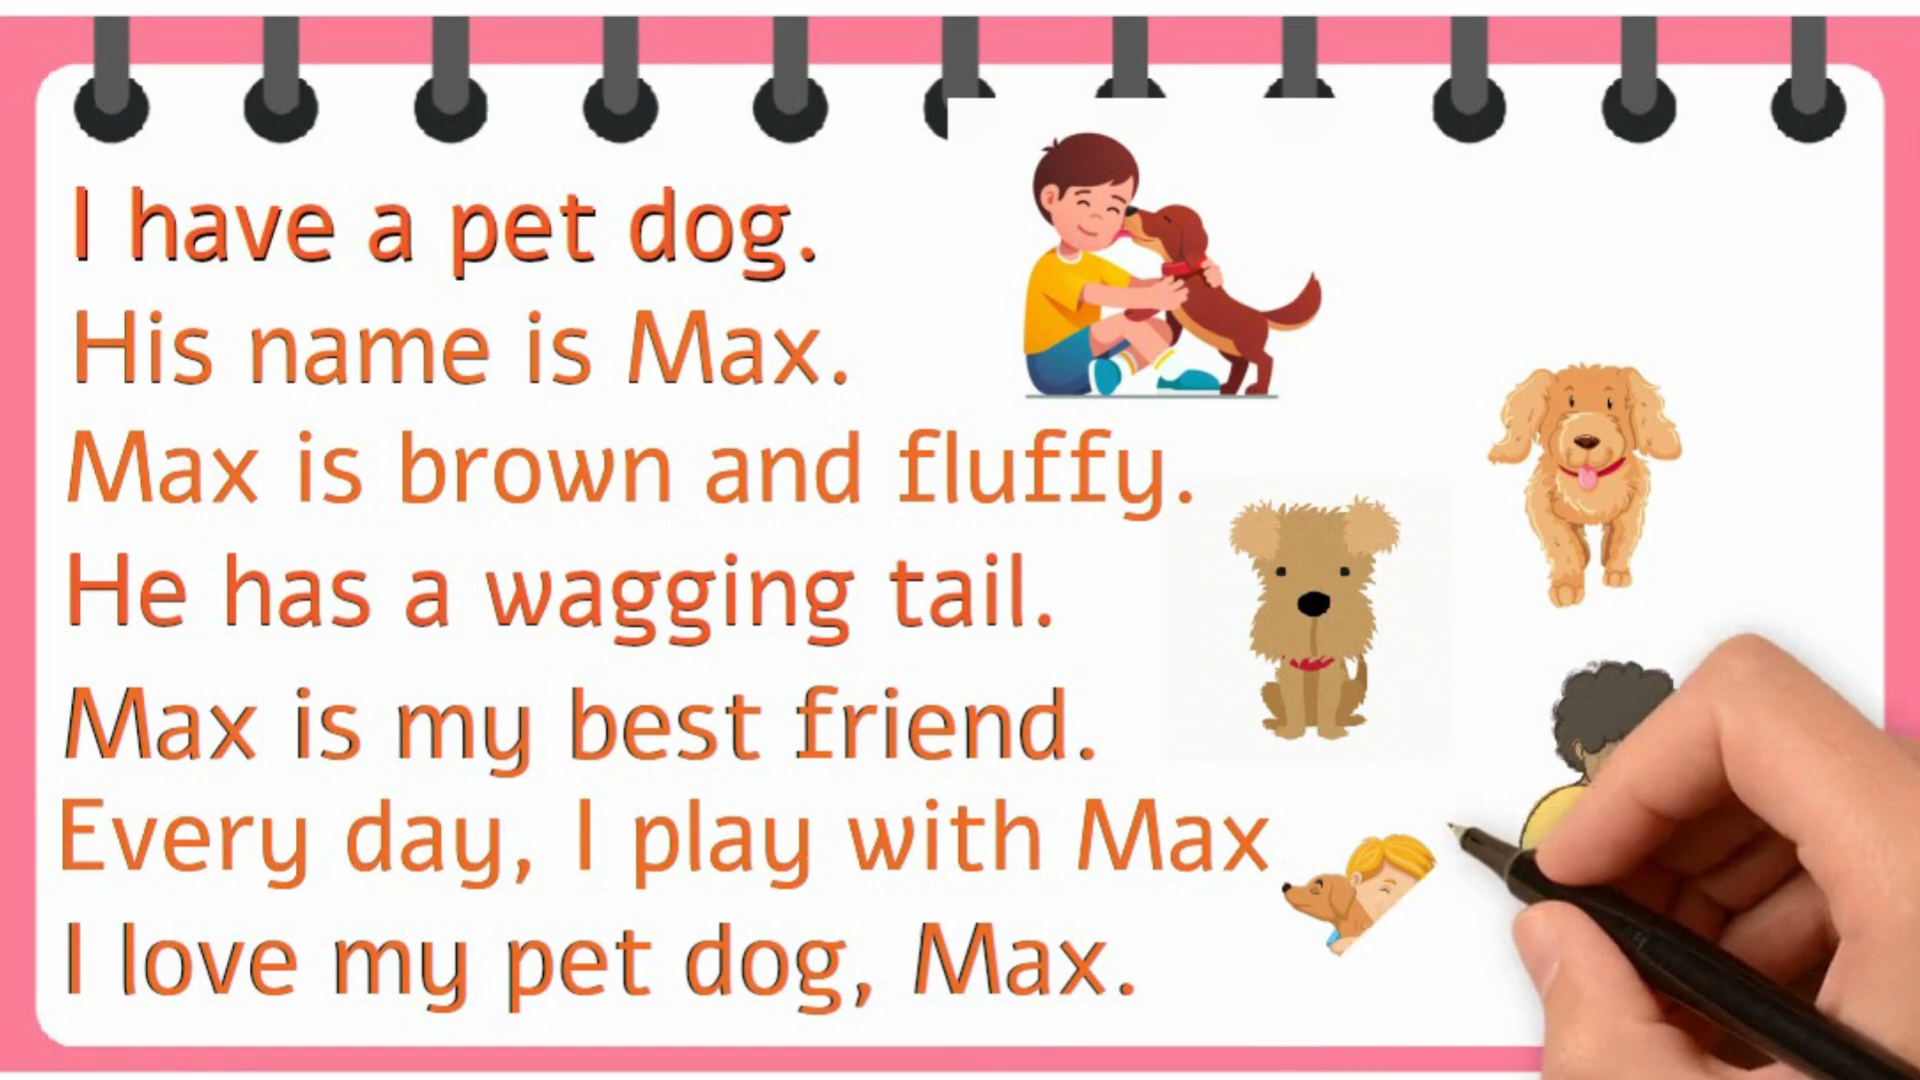 I have a pet dog.
His name is Max.
Max is brown and fluffy.
He has a wagging tail.
Max is my best friend.
Every day, I play with Max
I love my pet dog, Max.